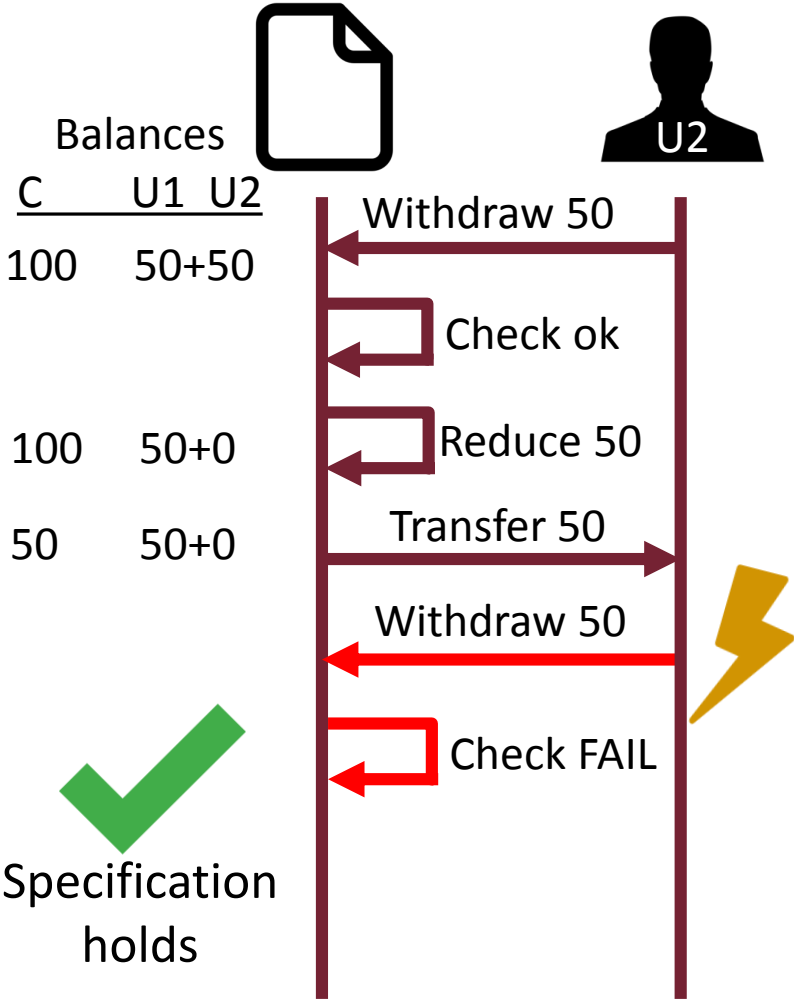 Balances
C U1 U2
U2
Withdraw 50
100 50+50
Check ok
100 50+0
Reduce 50
50 50+0
Transfer 50
Withdraw 50
Check FAIL
Specification
holds